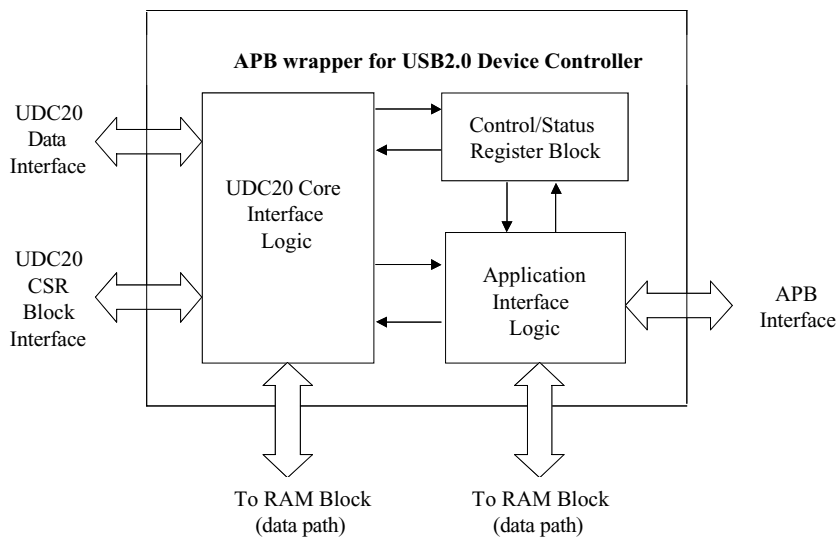 APB wrapper for USB2.0 Device Controller
UDC20
Data
Interface
UDC20
CSR
Block
Interface
UDC20 Core
Interface
Logic
Control/Status
Register Block
Application
Interface
Logic
APB
Interface
To RAM Block
(data path)
To RAM Block
(data path)